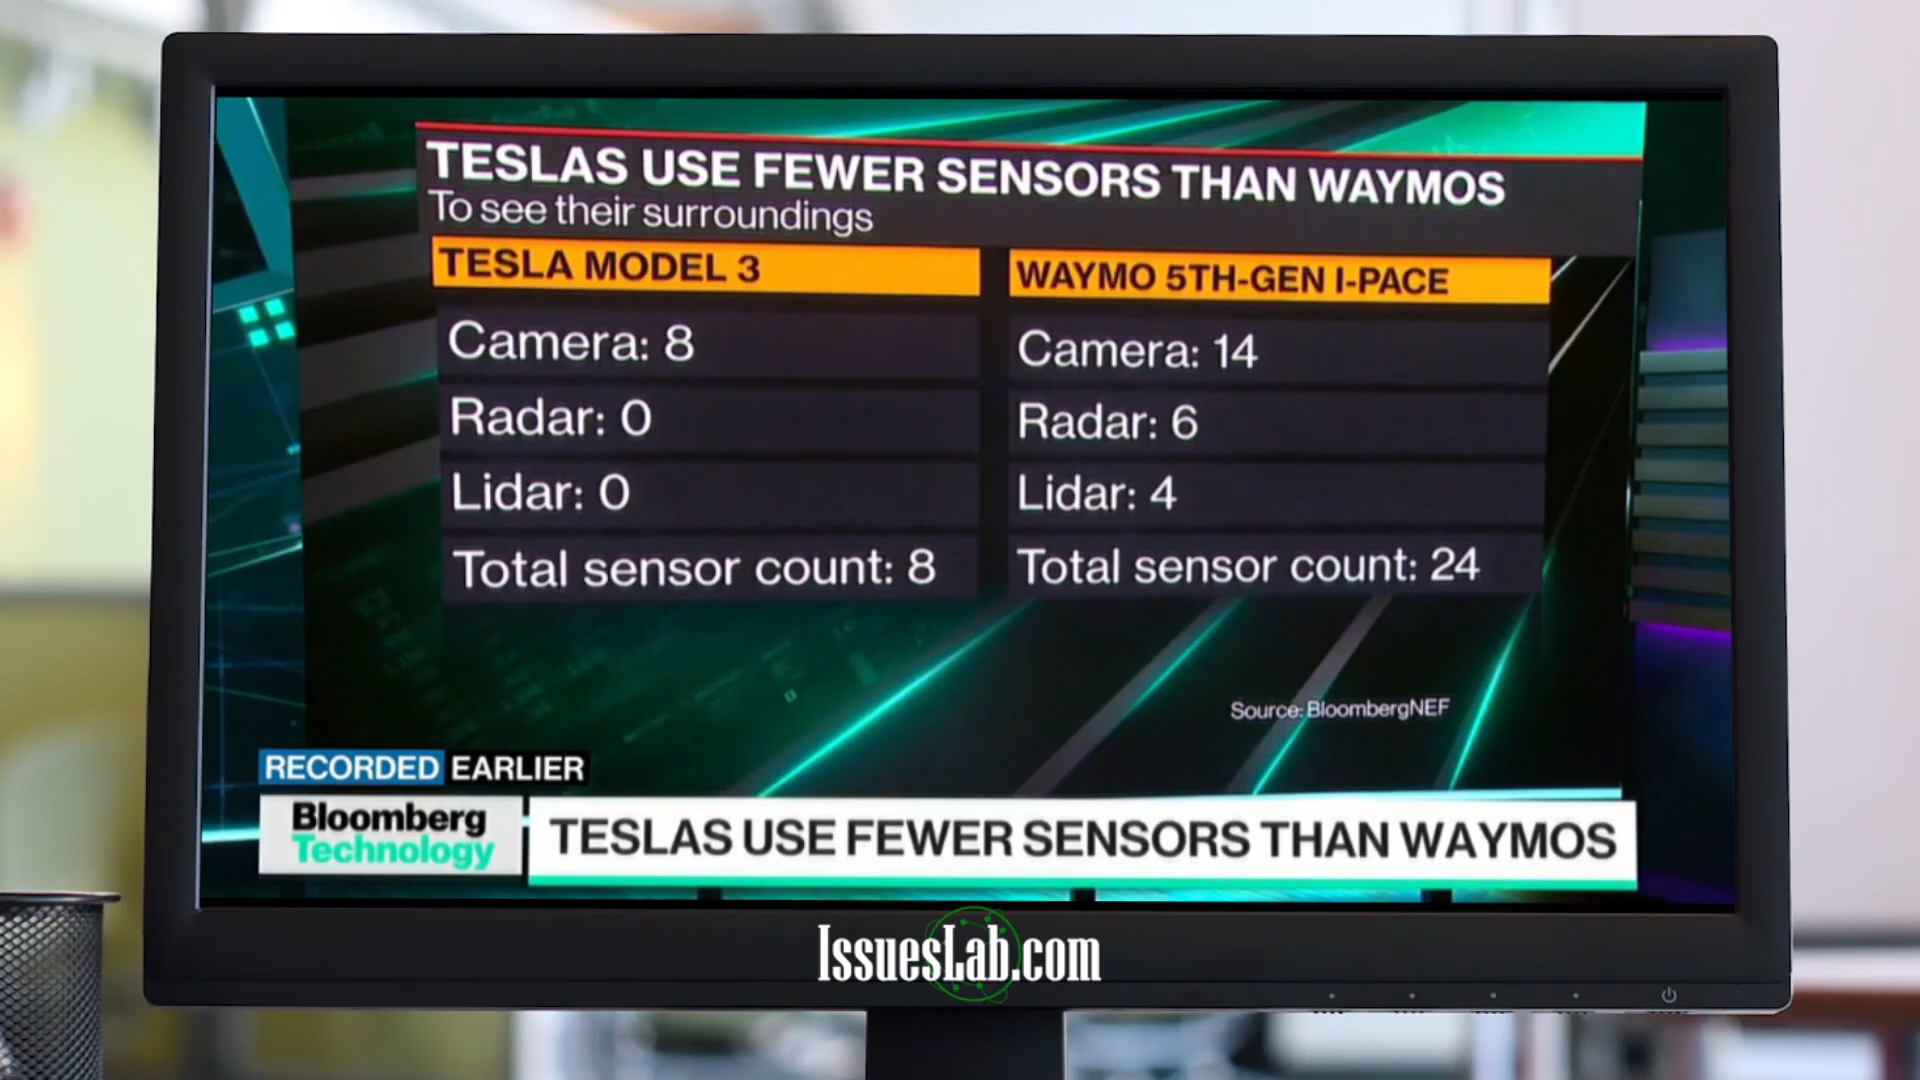 TESLAS USE FEWER SENSORS THAN WAYMOS
To see their surroundings
TESLA MODEL 3
Camera: 8
Radar: 0
Lidar: 0
Total sensor count: 8
WAYMO 5TH-GEN I-PACE
Camera: 14
Radar: 6
Lidar: 4
Total sensor count: 24
Source: BloombergNEF
RECORDED EARLIER
Bloomberg
Technology
TESLAS USE FEWER SENSORS THAN WAYMOS
IssuesLab.com